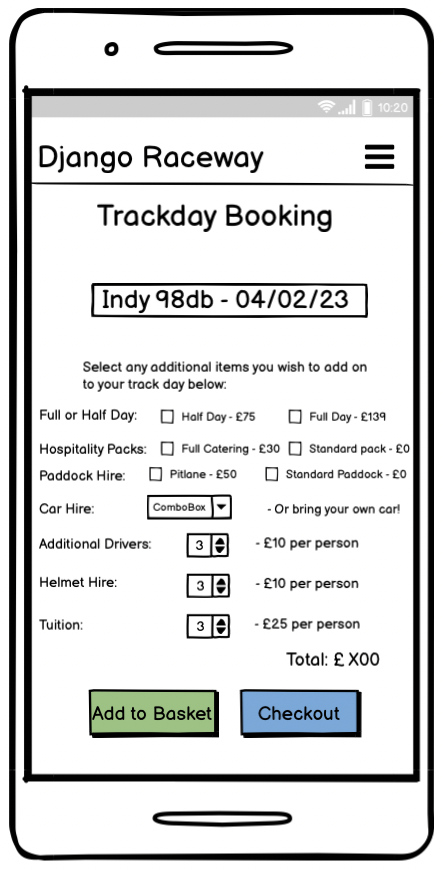 10:20
Django Raceway
Trackday Booking
Indy 98db - 04/02/23
Select any additional items you wish to add on
to your track day below:
Full or Half Day: Half Day - £75 Full Day - £139
Hospitality Packs: Full Catering - £30 Standard pack - £0
Paddock Hire: Pitlane - £50 Standard Paddock - £0
Car Hire: ComboBox - Or bring your own car!
Additional Drivers: 3 - £10 per person
Helmet Hire: 3 - £10 per person
Tuition: 3 - £25 per person
Total: £ X00
Add to Basket Checkout